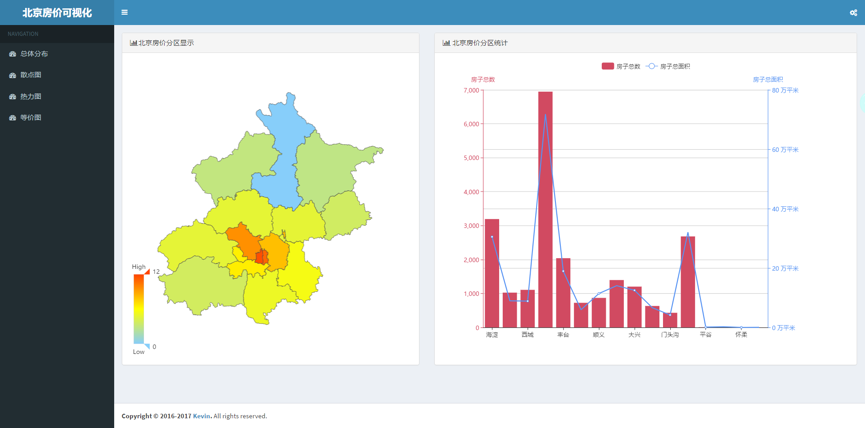 北京房价可视化
NAVIGATION
总体分布
散点图
热力图
等价图
北京房价分区显示
High
12
0
Low
北京房价分区统计
房子总数 房子总面积
房子总数
房子总面积
7,000
6,000
5,000
4,000
3,000
2,000
1,000
0
80 万平米
60 万平米
40 万平米
20 万平米
0 万平米
海淀 西城 丰台 顺义 大兴 门头沟 平谷 怀柔
Copyright © 2016-2017 Kevin. All rights reserved.